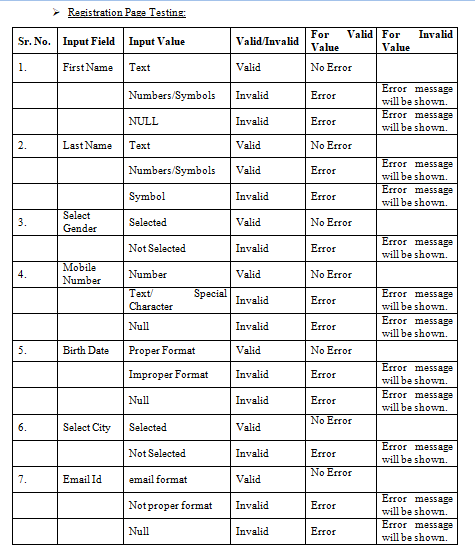 ➢ Registration Page Testing:
Sr. No. Input Field Input Value Valid/Invalid For Valid Value For Invalid Value
1. First Name Text Valid No Error
Numbers/Symbols Invalid Error Error message will be shown.
NULL Invalid Error Error message will be shown.
2. Last Name Text Valid No Error
Numbers/Symbols Valid Error Error message will be shown.
Symbol Invalid Error Error message will be shown.
3. Select Gender Selected Valid No Error
Not Selected Invalid Error Error message will be shown.
4. Mobile Number Number Valid No Error
Text/ Special Character Invalid Error Error message will be shown.
Null Invalid Error Error message will be shown.
5. Birth Date Proper Format Valid No Error
Improper Format Invalid Error Error message will be shown.
Null Invalid Error Error message will be shown.
6. Select City Selected Valid No Error
Not Selected Invalid Error Error message will be shown.
7. Email Id email format Valid No Error
Not proper format Invalid Error Error message will be shown.
Null Invalid Error Error message will be shown.